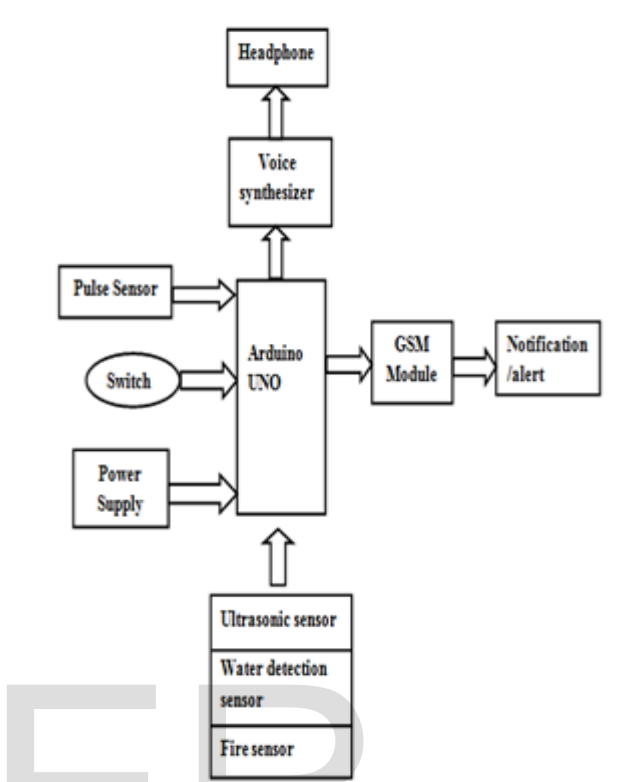 Headphone
Voice
synthesizer
Pulse Sensor
Switch
Power
Supply
Arduino
UNO
GSM
Module
Notification
/alert
Ultrasonic sensor
Water detection
sensor
Fire sensor